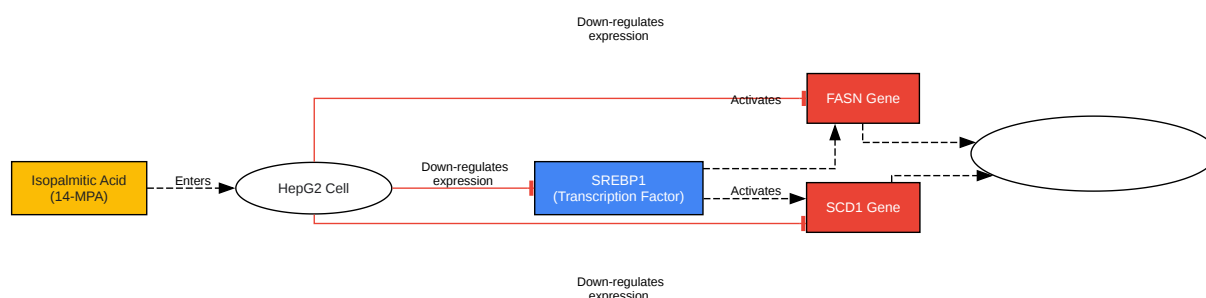 Down-regulates
expression
Activates
FASN Gene
Isopalmitic Acid
(14-MPA)
Enters
HepG2 Cell
Down-regulates
expression
SREBP1
(Transcription Factor)
Activates
SCD1 Gene
Down-regulates
expression